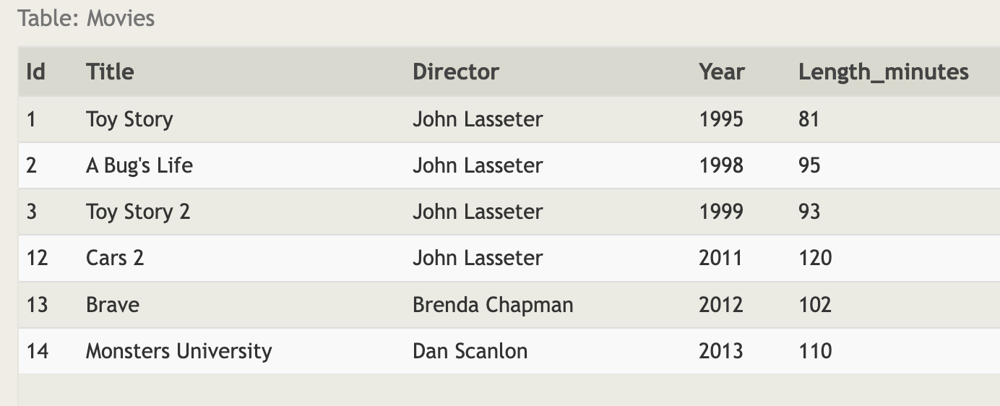 Table: Movies
Id Title Director Year Length_minutes
1 Toy Story John Lasseter 1995 81
2 A Bug's Life John Lasseter 1998 95
3 Toy Story 2 John Lasseter 1999 93
12 Cars 2 John Lasseter 2011 120
13 Brave Brenda Chapman 2012 102
14 Monsters University Dan Scanlon 2013 110